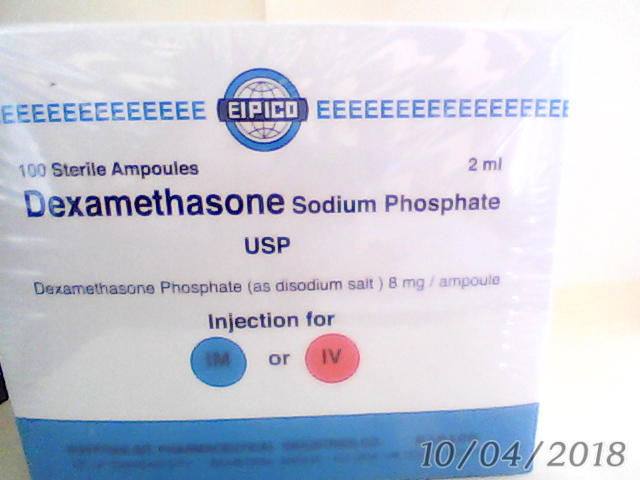 EEEEEEEEEEEEE EIPICO EEEEEEEEEEEEEEEE
100 Sterile Ampoules 2 ml
Dexamethasone Sodium Phosphate
USP
Dexamethasone Phosphate (as disodium salt ) 8 mg / ampoule
Injection for
IM or IV
10/04/2018